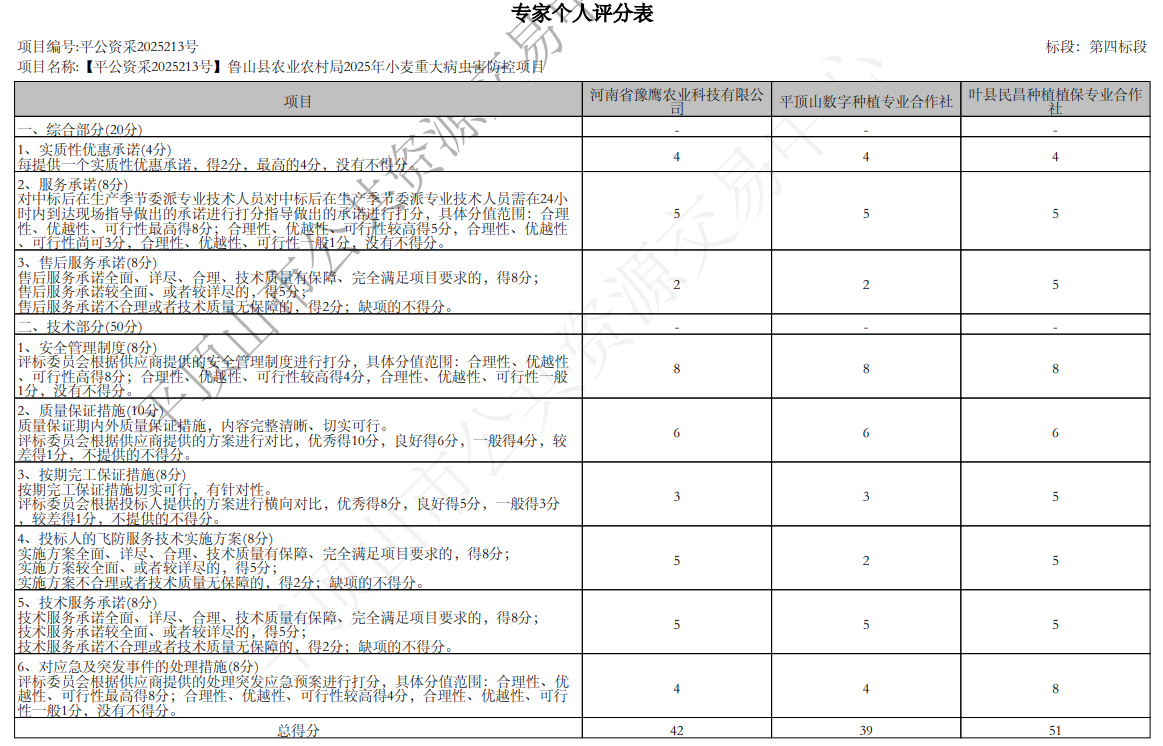 专家个人评分表
项目编号:平公资采2025213号
标段：第四标段
项目名称:【平公资采2025213号】鲁山县农业农村局2025年小麦重大病虫害防控项目
项目
河南省豫鹰农业科技有限公
司
平顶山数字种植专业合作社
叶县民昌种植植保专业合作
社
一、综合部分(20分)
-
-
-
1、实质性优惠承诺(4分)
每提供一个实质性优惠承诺，得2分，最高的4分，没有不得分。
4
4
4
2、服务承诺(8分)
对中标后在生产季节委派专业技术人员对中标后在生产季节委派专业技术人员需在24小
时内到达现场指导做出的承诺进行打分指导做出的承诺进行打分，具体分值范围：合理
性、优越性、可行性最高得8分；合理性、优越性、可行性较高得5分，合理性、优越性
、可行性尚可3分，合理性、优越性、可行性一般1分，没有不得分。
5
5
5
3、售后服务承诺(8分)
售后服务承诺全面、详尽、合理、技术质量有保障、完全满足项目要求的，得8分；
售后服务承诺较全面、或者较详尽的，得5分；
售后服务承诺不合理或者技术质量无保障的，得2分；缺项的不得分。
2
2
5
二、技术部分(50分)
-
-
-
1、安全管理制度(8分)
评标委员会根据供应商提供的安全管理制度进行打分，具体分值范围：合理性、优越性
、可行性高得8分；合理性、优越性、可行性较高得4分，合理性、优越性、可行性一般
1分，没有不得分。
8
8
8
2、质量保证措施(10分)
质量保证期内外质量保证措施，内容完整清晰、切实可行。
评标委员会根据供应商提供的方案进行对比，优秀得10分，良好得6分，一般得4分，较
差得1分，不提供的不得分。
6
6
6
3、按期完工保证措施(8分)
按期完工保证措施切实可行，有针对性。
评标委员会根据投标人提供的方案进行横向对比，优秀得8分，良好得5分，一般得3分
，较差得1分，不提供的不得分。
3
3
5
4、投标人的飞防服务技术实施方案(8分)
实施方案全面、详尽、合理、技术质量有保障、完全满足项目要求的，得8分；
实施方案较全面、或者较详尽的，得5分；
实施方案不合理或者技术质量无保障的，得2分；缺项的不得分。
5
2
5
5、技术服务承诺(8分)
技术服务承诺全面、详尽、合理、技术质量有保障、完全满足项目要求的，得8分；
技术服务承诺较全面、或者较详尽的，得5分；
技术服务承诺不合理或者技术质量无保障的，得2分；缺项的不得分。
5
5
5
6、对应急及突发事件的处理措施(8分)
评标委员会根据供应商提供的处理突发应急预案进行打分，具体分值范围：合理性、优
越性、可行性最高得8分；合理性、优越性、可行性较高得4分，合理性、优越性、可行
性一般1分，没有不得分。
4
4
8
总得分
42
39
51
平顶山市公共资源交易中
平顶山市公共资源交易中心